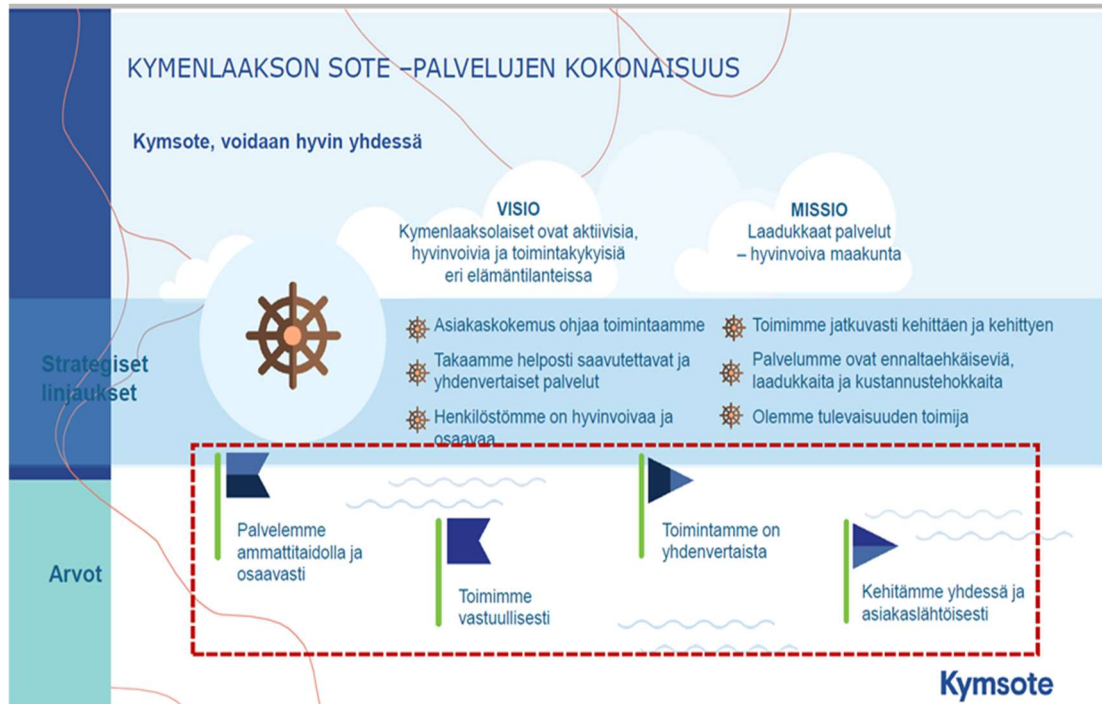 KYMENLAAKSON SOTE –PALVELUJEN KOKONAISUUS
Kymsote, voidaan hyvin yhdessä
VISIO
Kymenlaaksolaiset ovat aktiivisia,
hyvinvoivia ja toimintakykyisiä
eri elämäntilanteissa
MISSIO
Laadukkaat palvelut
– hyvinvoiva maakunta
Strategiset
linjaukset
Asiakaskokemus ohjaa toimintaamme
Takaamme helposti saavutettavat ja
yhdenvertaiset palvelut
Henkilöstömme on hyvinvoivaa ja
osaavaa
Toimimme jatkuvasti kehittäen ja kehittyen
Palvelumme ovat ennaltaehkäiseviä,
laadukkaita ja kustannustehokkaita
Olemme tulevaisuuden toimija
Arvot
Palvelemme
ammattitaidolla ja
osaavasti
Toimimme
vastuullisesti
Toimintamme on
yhdenvertaista
Kehitämme yhdessä ja
asiakaslähtöisesti
Kymsote